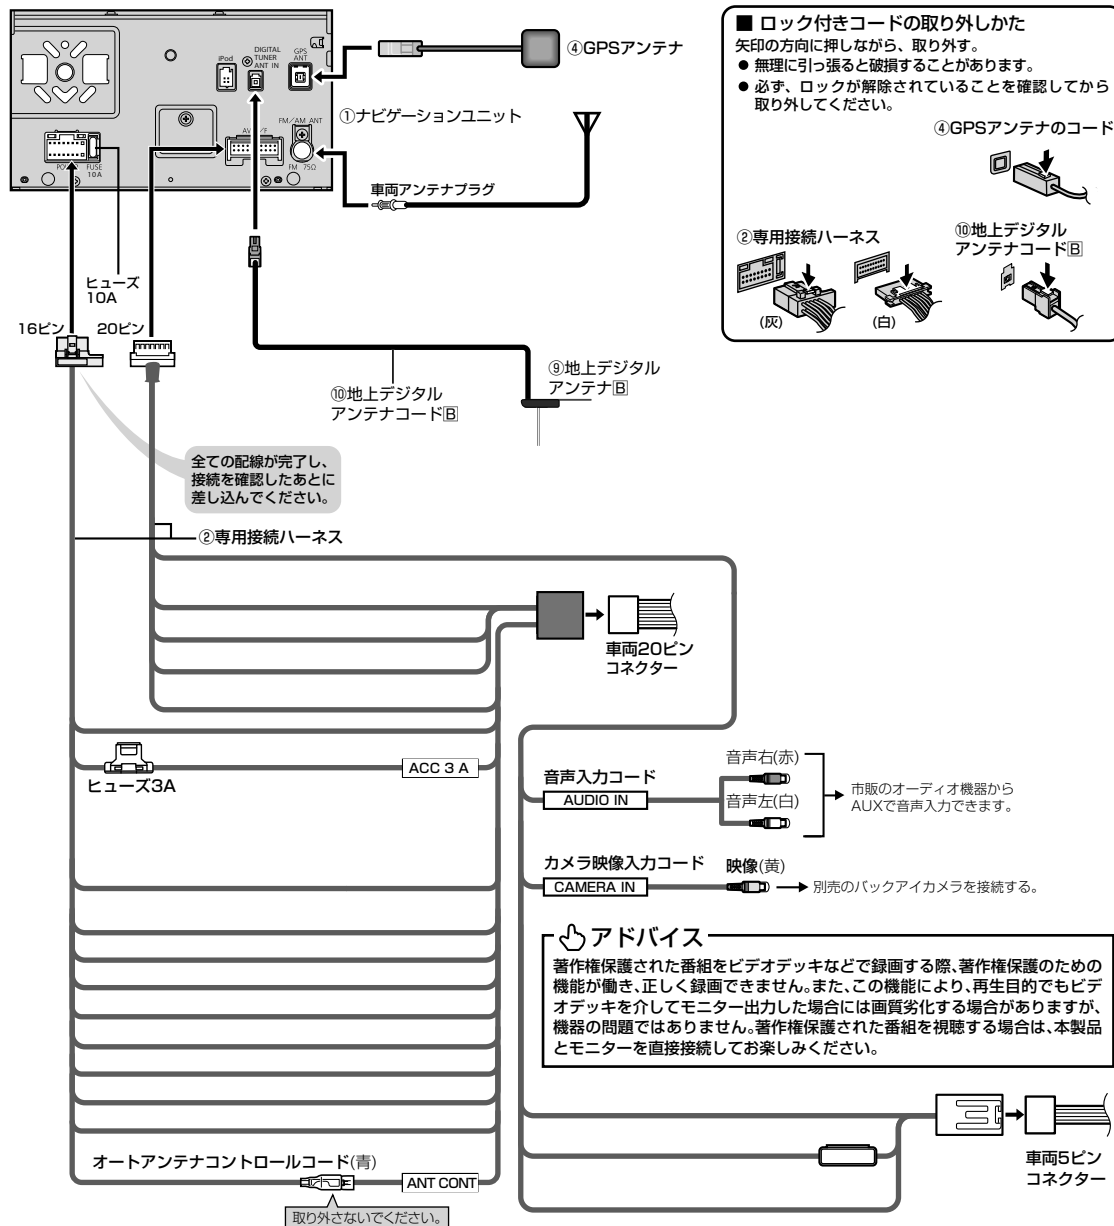 iPod
DIGITAL
TUNER
ANT IN
GPS
ANT
④GPSアンテナ
①ナビゲーションユニット
FM/AM ANT
FUSE
10A
FM 75Ω
車両アンテナプラグ
ヒューズ
10A
16ピン
20ピン
⑩地上デジタル
アンテナコードB
⑨地上デジタル
アンテナB
全ての配線が完了し、
接続を確認したあとに
差し込んでください。
②専用接続ハーネス
■ ロック付きコードの取り外しかた
矢印の方向に押しながら、取り外す。
● 無理に引っ張ると破損することがあります。
● 必ず、ロックが解除されていることを確認してから
取り外してください。
④GPSアンテナのコード
②専用接続ハーネス
(灰)
(白)
⑩地上デジタル
アンテナコードB
車両20ピン
コネクター
ヒューズ3A
ACC 3 A
音声入力コード
AUDIO IN
音声右(赤)
音声左(白)
市販のオーディオ機器から
AUXで音声入力できます。
カメラ映像入力コード
CAMERA IN
映像(黄)
別売のバックアイカメラを接続する。
アドバイス
著作権保護された番組をビデオデッキなどで録画する際、著作権保護のための
機能が働き、正しく録画できません。また、この機能により、再生目的でもビデ
オデッキを介してモニター出力した場合には画質劣化する場合がありますが、
機器の問題ではありません。著作権保護された番組を視聴する場合は、本製品
とモニターを直接接続してお楽しみください。
車両5ピン
コネクター
オートアンテナコントロールコード(青)
ANT CONT
取り外さないでください。